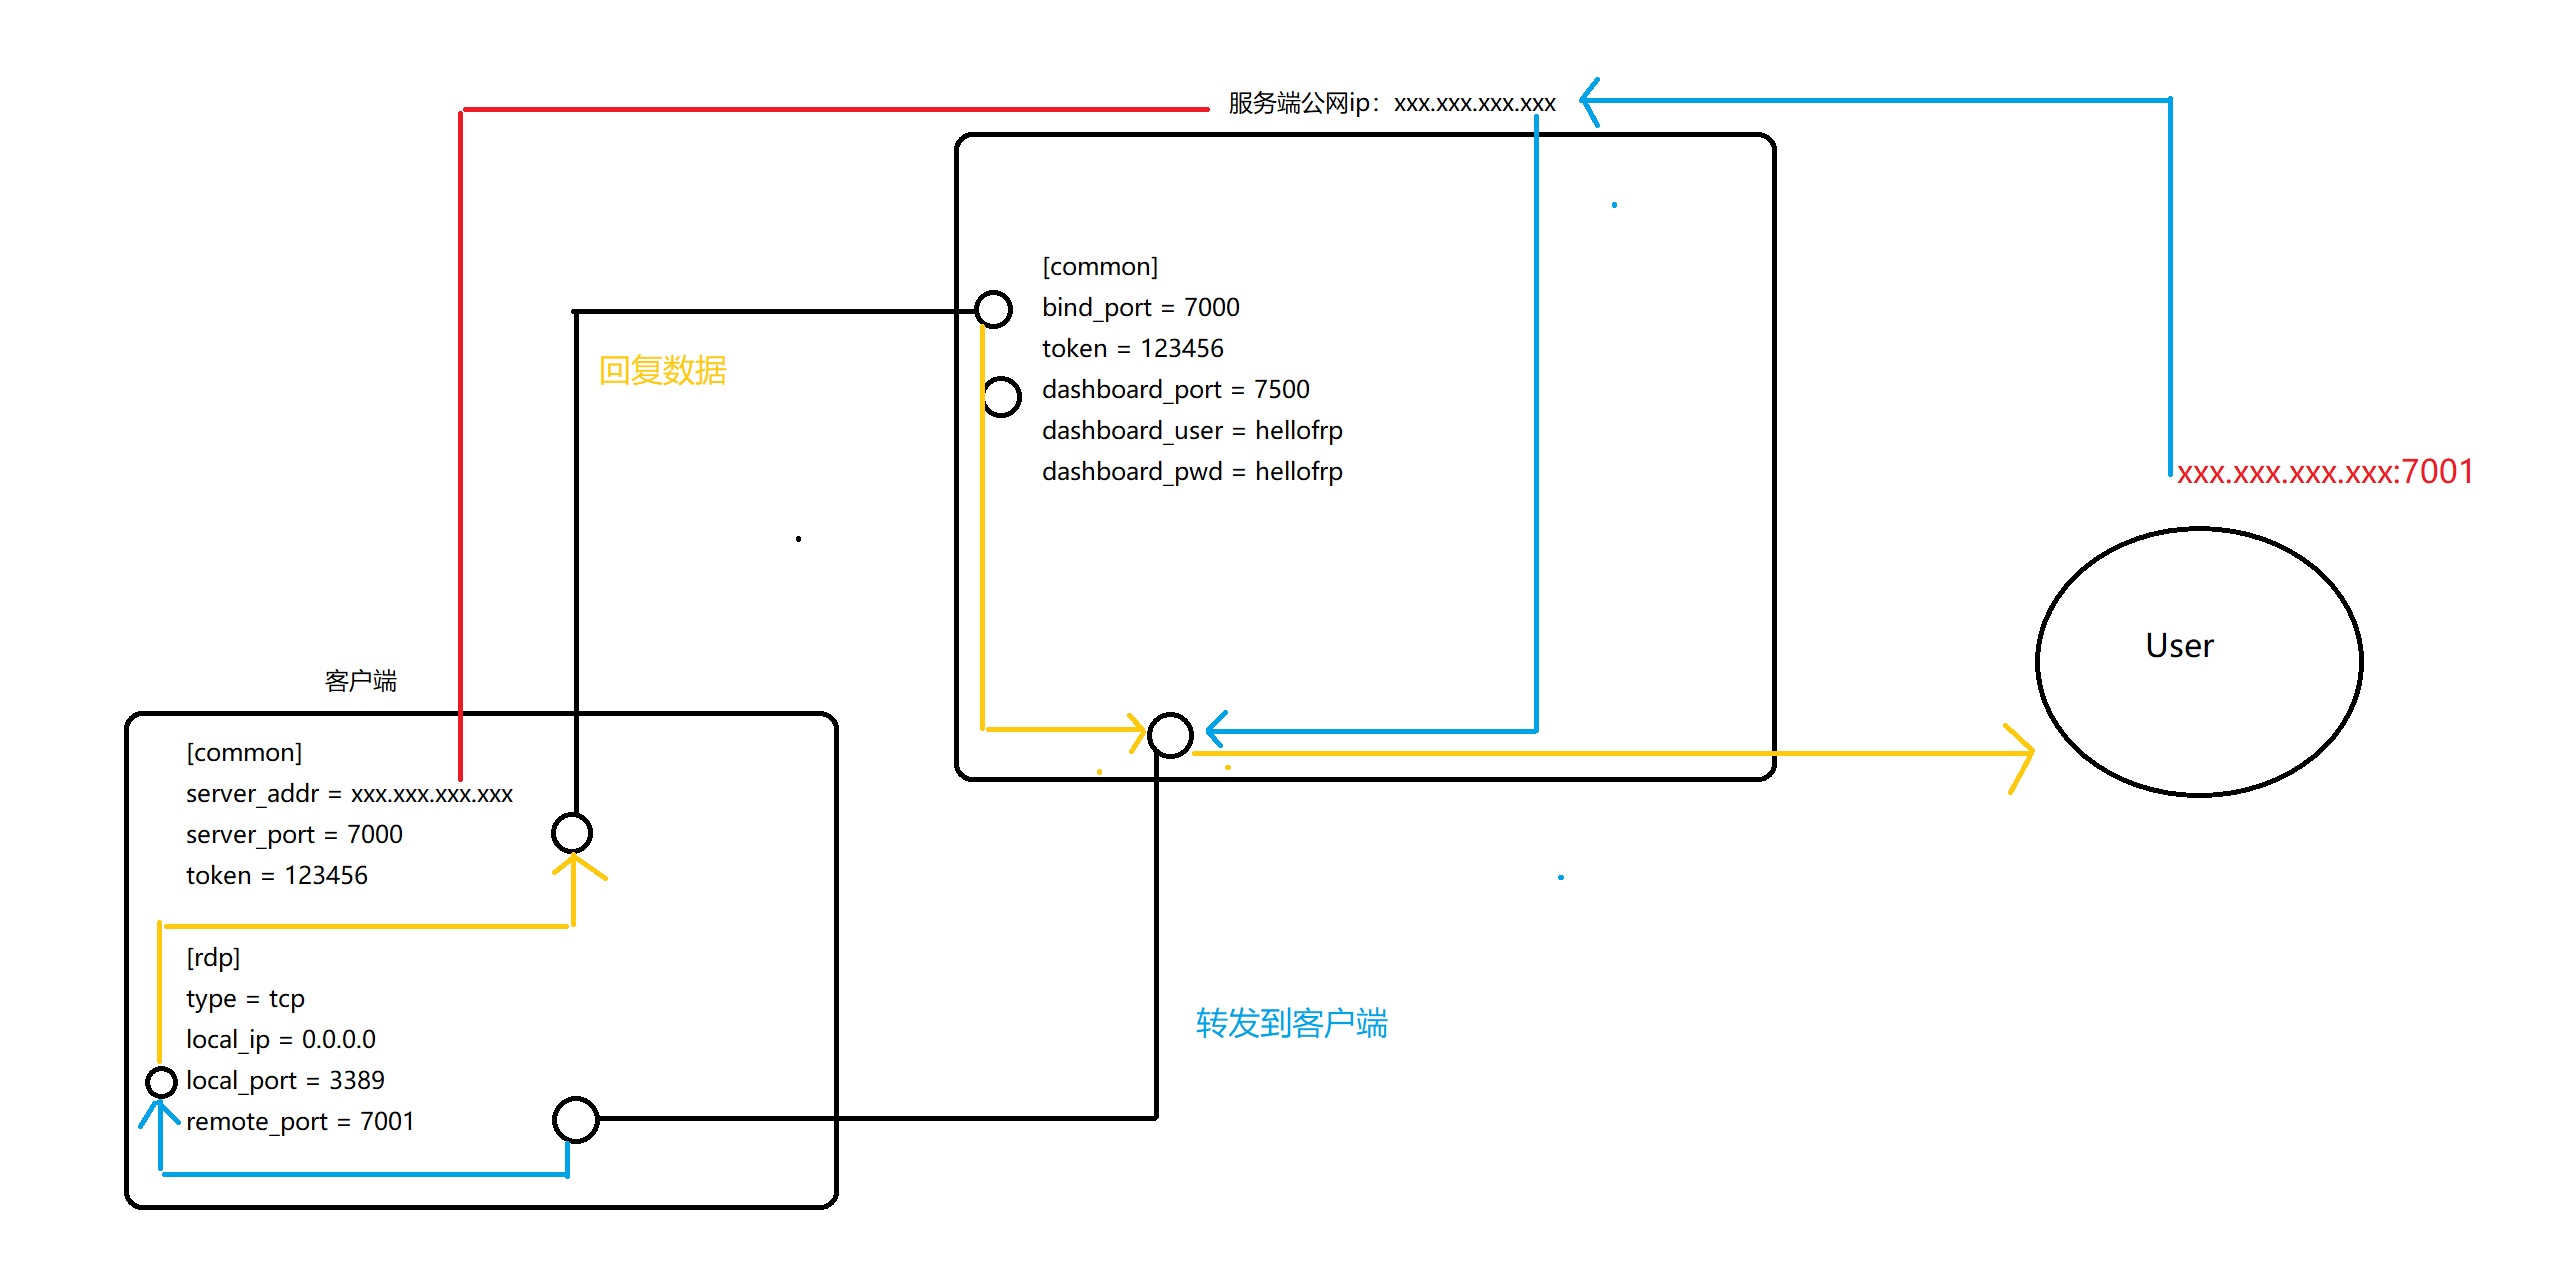 服务端公网ip：xxx.xxx.xxx.xxx
[common]
bind_port = 7000
token = 123456
dashboard_port = 7500
dashboard_user = hellofrp
dashboard_pwd = hellofrp
回复数据
xxx.xxx.xxx.xxx:7001
User
客户端
[common]
server_addr = xxx.xxx.xxx.xxx
server_port = 7000
token = 123456
[rdp]
type = tcp
local_ip = 0.0.0.0
local_port = 3389
remote_port = 7001
转发到客户端